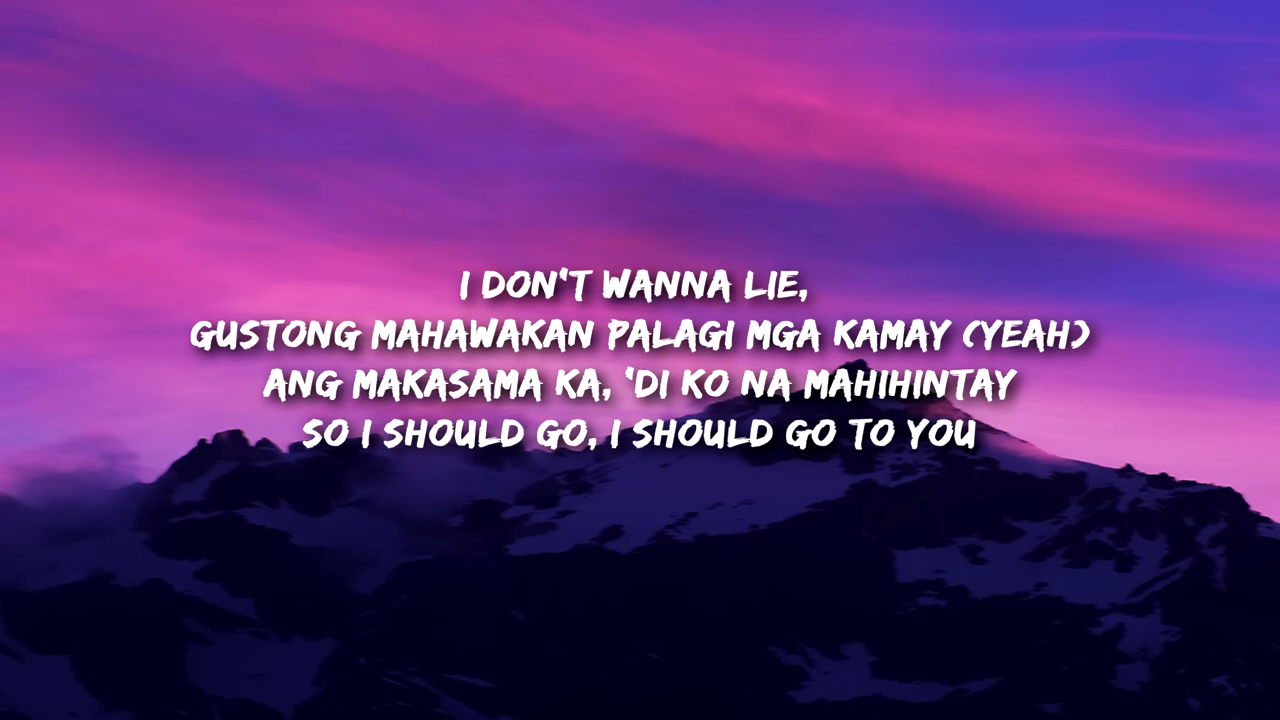 I DON'T WANNA LIE,
GUSTONG MAHAWAKAN PALAGI MGA KAMAY (YEAH)
ANG MAKASAMA KA, 'DI KO NA MAHIHINTAY
SO I SHOULD GO, I SHOULD GO TO YOU